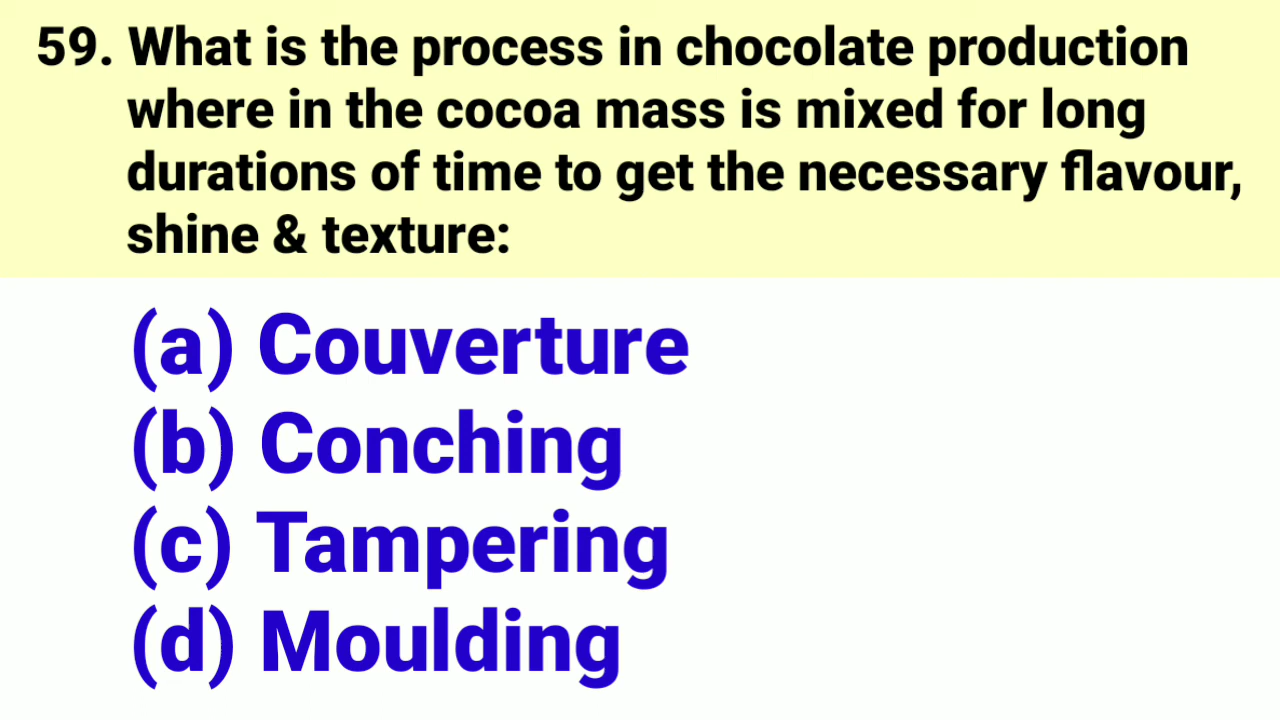 59. What is the process in chocolate production
where in the cocoa mass is mixed for long
durations of time to get the necessary flavour,
shine & texture:
(a) Couverture
(b) Conching
(c) Tampering
(d) Moulding